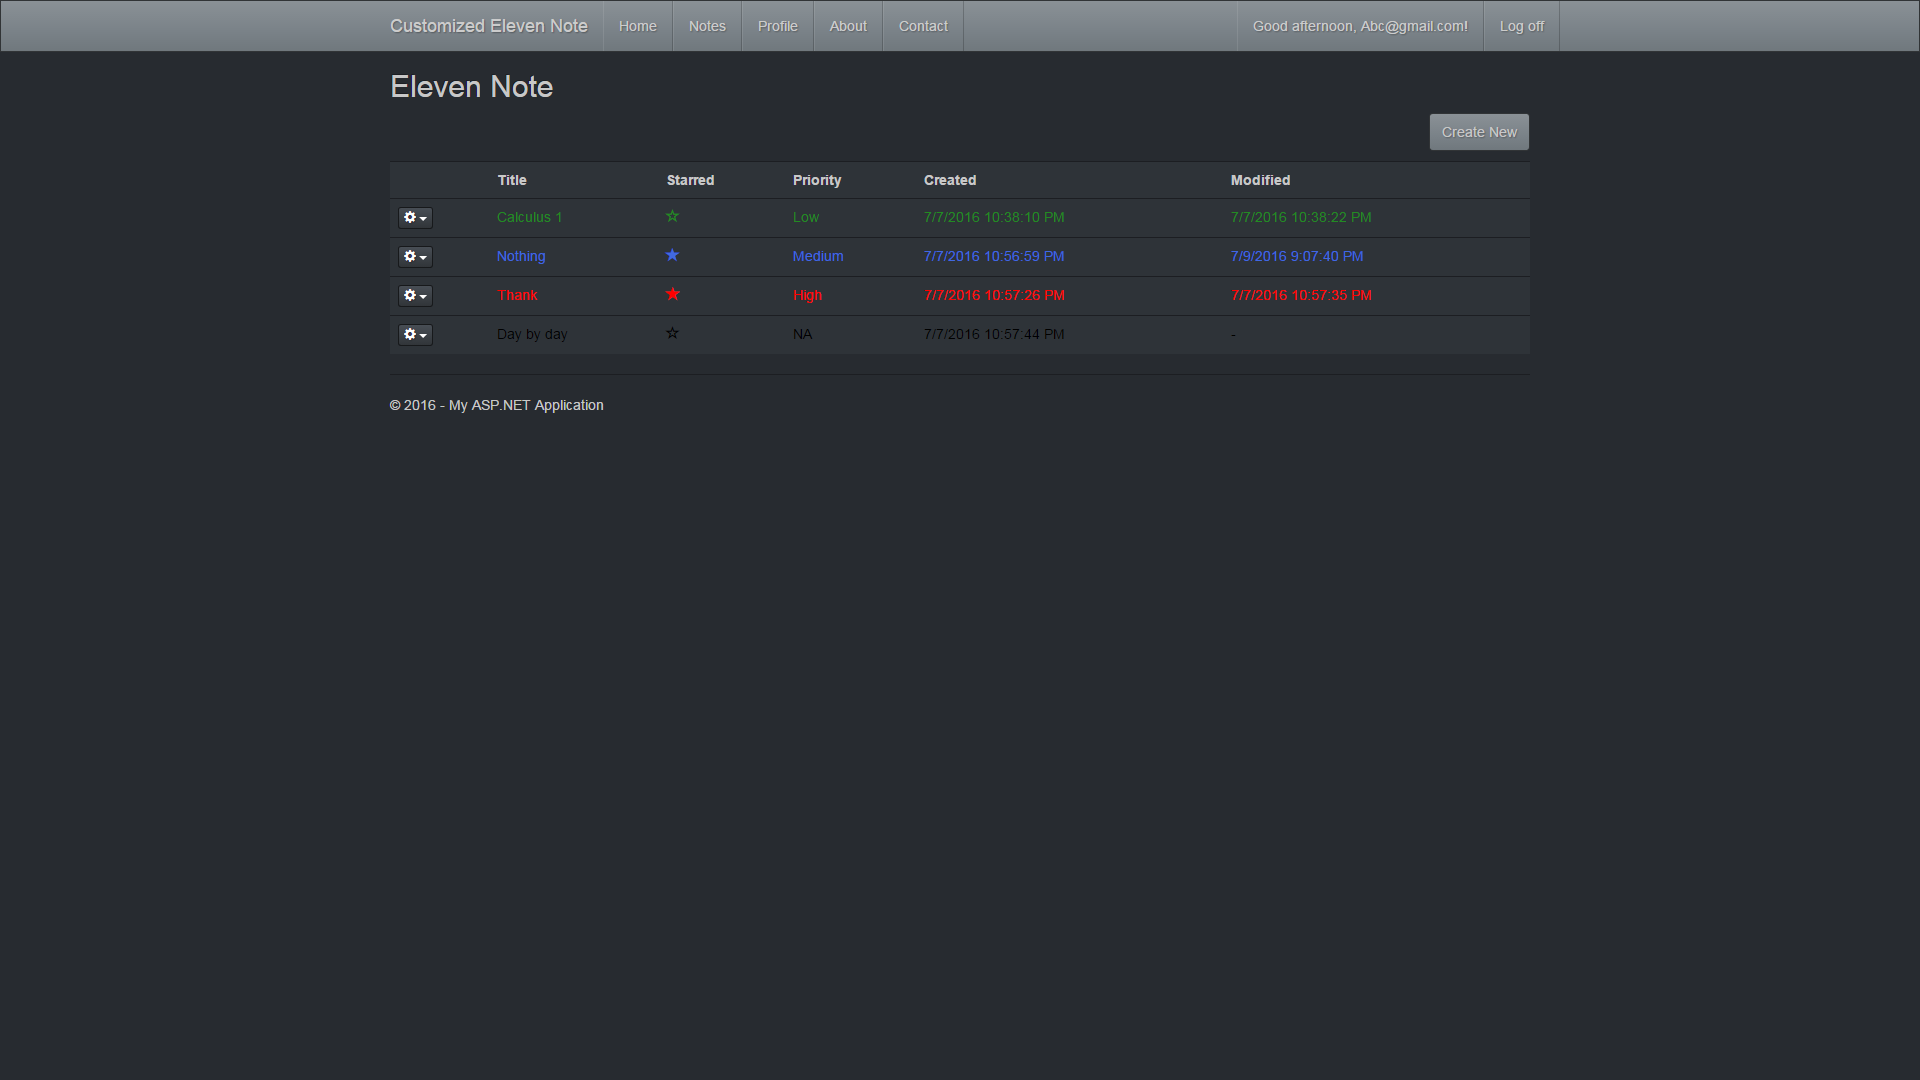 Customized Eleven Note Home Notes Profile About Contact Good afternoon, Abc@gmail.com! Log off
Eleven Note
Create New
Title Starred Priority Created Modified
Calculus 1 Low 7/7/2016 10:38:10 PM 7/7/2016 10:38:22 PM
Nothing Medium 7/7/2016 10:56:59 PM 7/9/2016 9:07:40 PM
Thank High 7/7/2016 10:57:26 PM 7/7/2016 10:57:35 PM
Day by day NA 7/7/2016 10:57:44 PM -
© 2016 - My ASP.NET Application